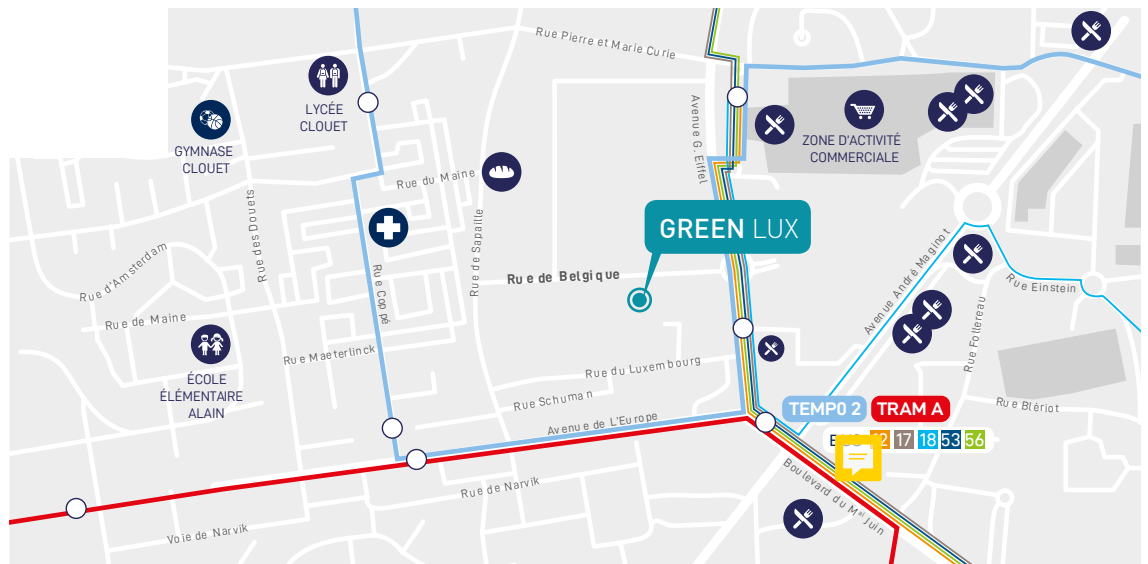 Rue Pierre et Marie Curie
LYCÉE
CLOUET
GYMNASE
CLOUET
Avenue G. Eiffel
ZONE D'ACTIVITÉ
COMMERCIALE
Rue du Maine
Rue des Douets
Rue de Sapaille
GREEN LUX
Rue d'Amsterdam
Rue de Belgique
Rue Coppé
Avenue André Maginot
Rue Einstein
Rue de Maine
Rue Maeterlinck
Rue Follereau
ÉCOLE
ÉLÉMENTAIRE
ALAIN
Rue du Luxembourg
Rue Schuman
Avenue de L'Europe
TEMPO 2
TRAM A
Rue Blèriot
17 18 53 56
Rue de Narvik
Boulevard du Mal Juin
Voie de Narvik